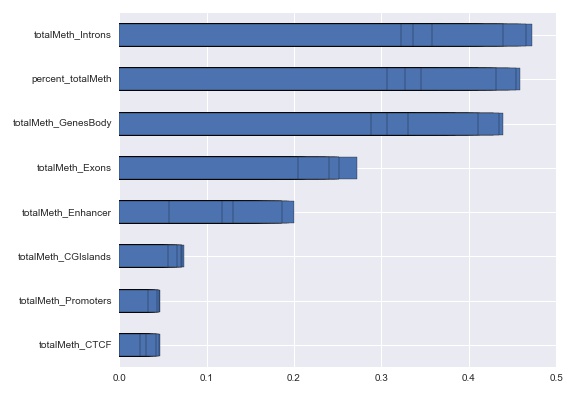 totalMeth_Introns
percent_totalMeth
totalMeth_GenesBody
totalMeth_Exons
totalMeth_Enhancer
totalMeth_CGIslands
totalMeth_Promoters
totalMeth_CTCF
0.0 0.1 0.2 0.3 0.4 0.5